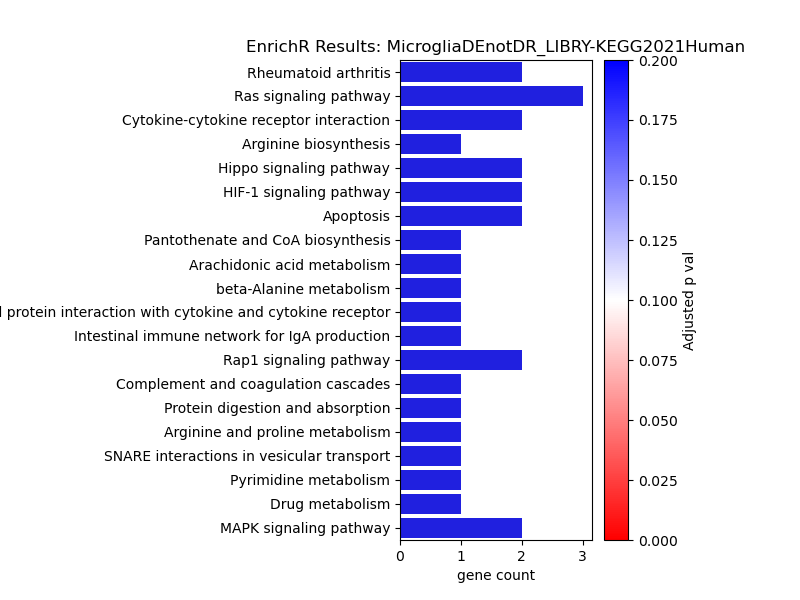 EnrichR Results: MicrogliaDEnotDR_LIBRY-KEGG2021Human
Rheumatoid arthritis
Ras signaling pathway
Cytokine-cytokine receptor interaction
Arginine biosynthesis
Hippo signaling pathway
HIF-1 signaling pathway
Apoptosis
Pantothenate and CoA biosynthesis
Arachidonic acid metabolism
beta-Alanine metabolism
protein interaction with cytokine and cytokine receptor
Intestinal immune network for IgA production
Rap1 signaling pathway
Complement and coagulation cascades
Protein digestion and absorption
Arginine and proline metabolism
SNARE interactions in vesicular transport
Pyrimidine metabolism
Drug metabolism
MAPK signaling pathway
0 1 2 3
gene count
0.200
0.175
0.150
0.125
0.100
0.075
0.050
0.025
0.000
Adjusted p val